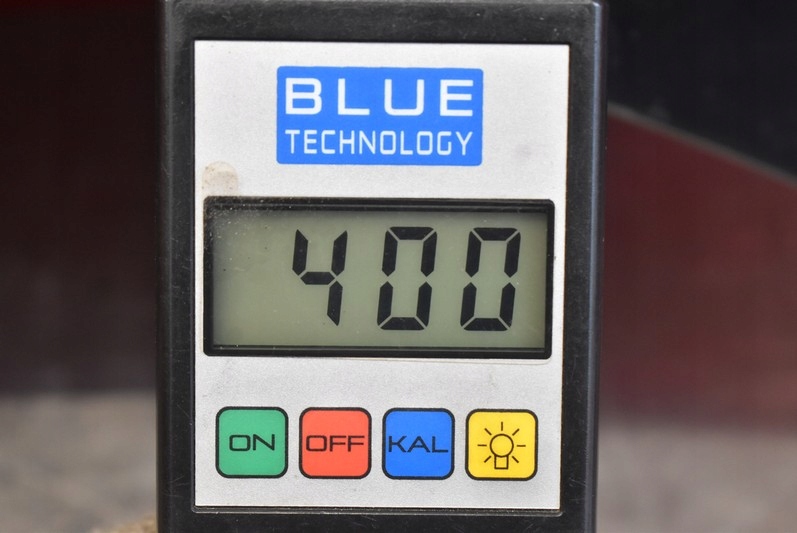 BLUE
TECHNOLOGY
400
ON OFF KAL